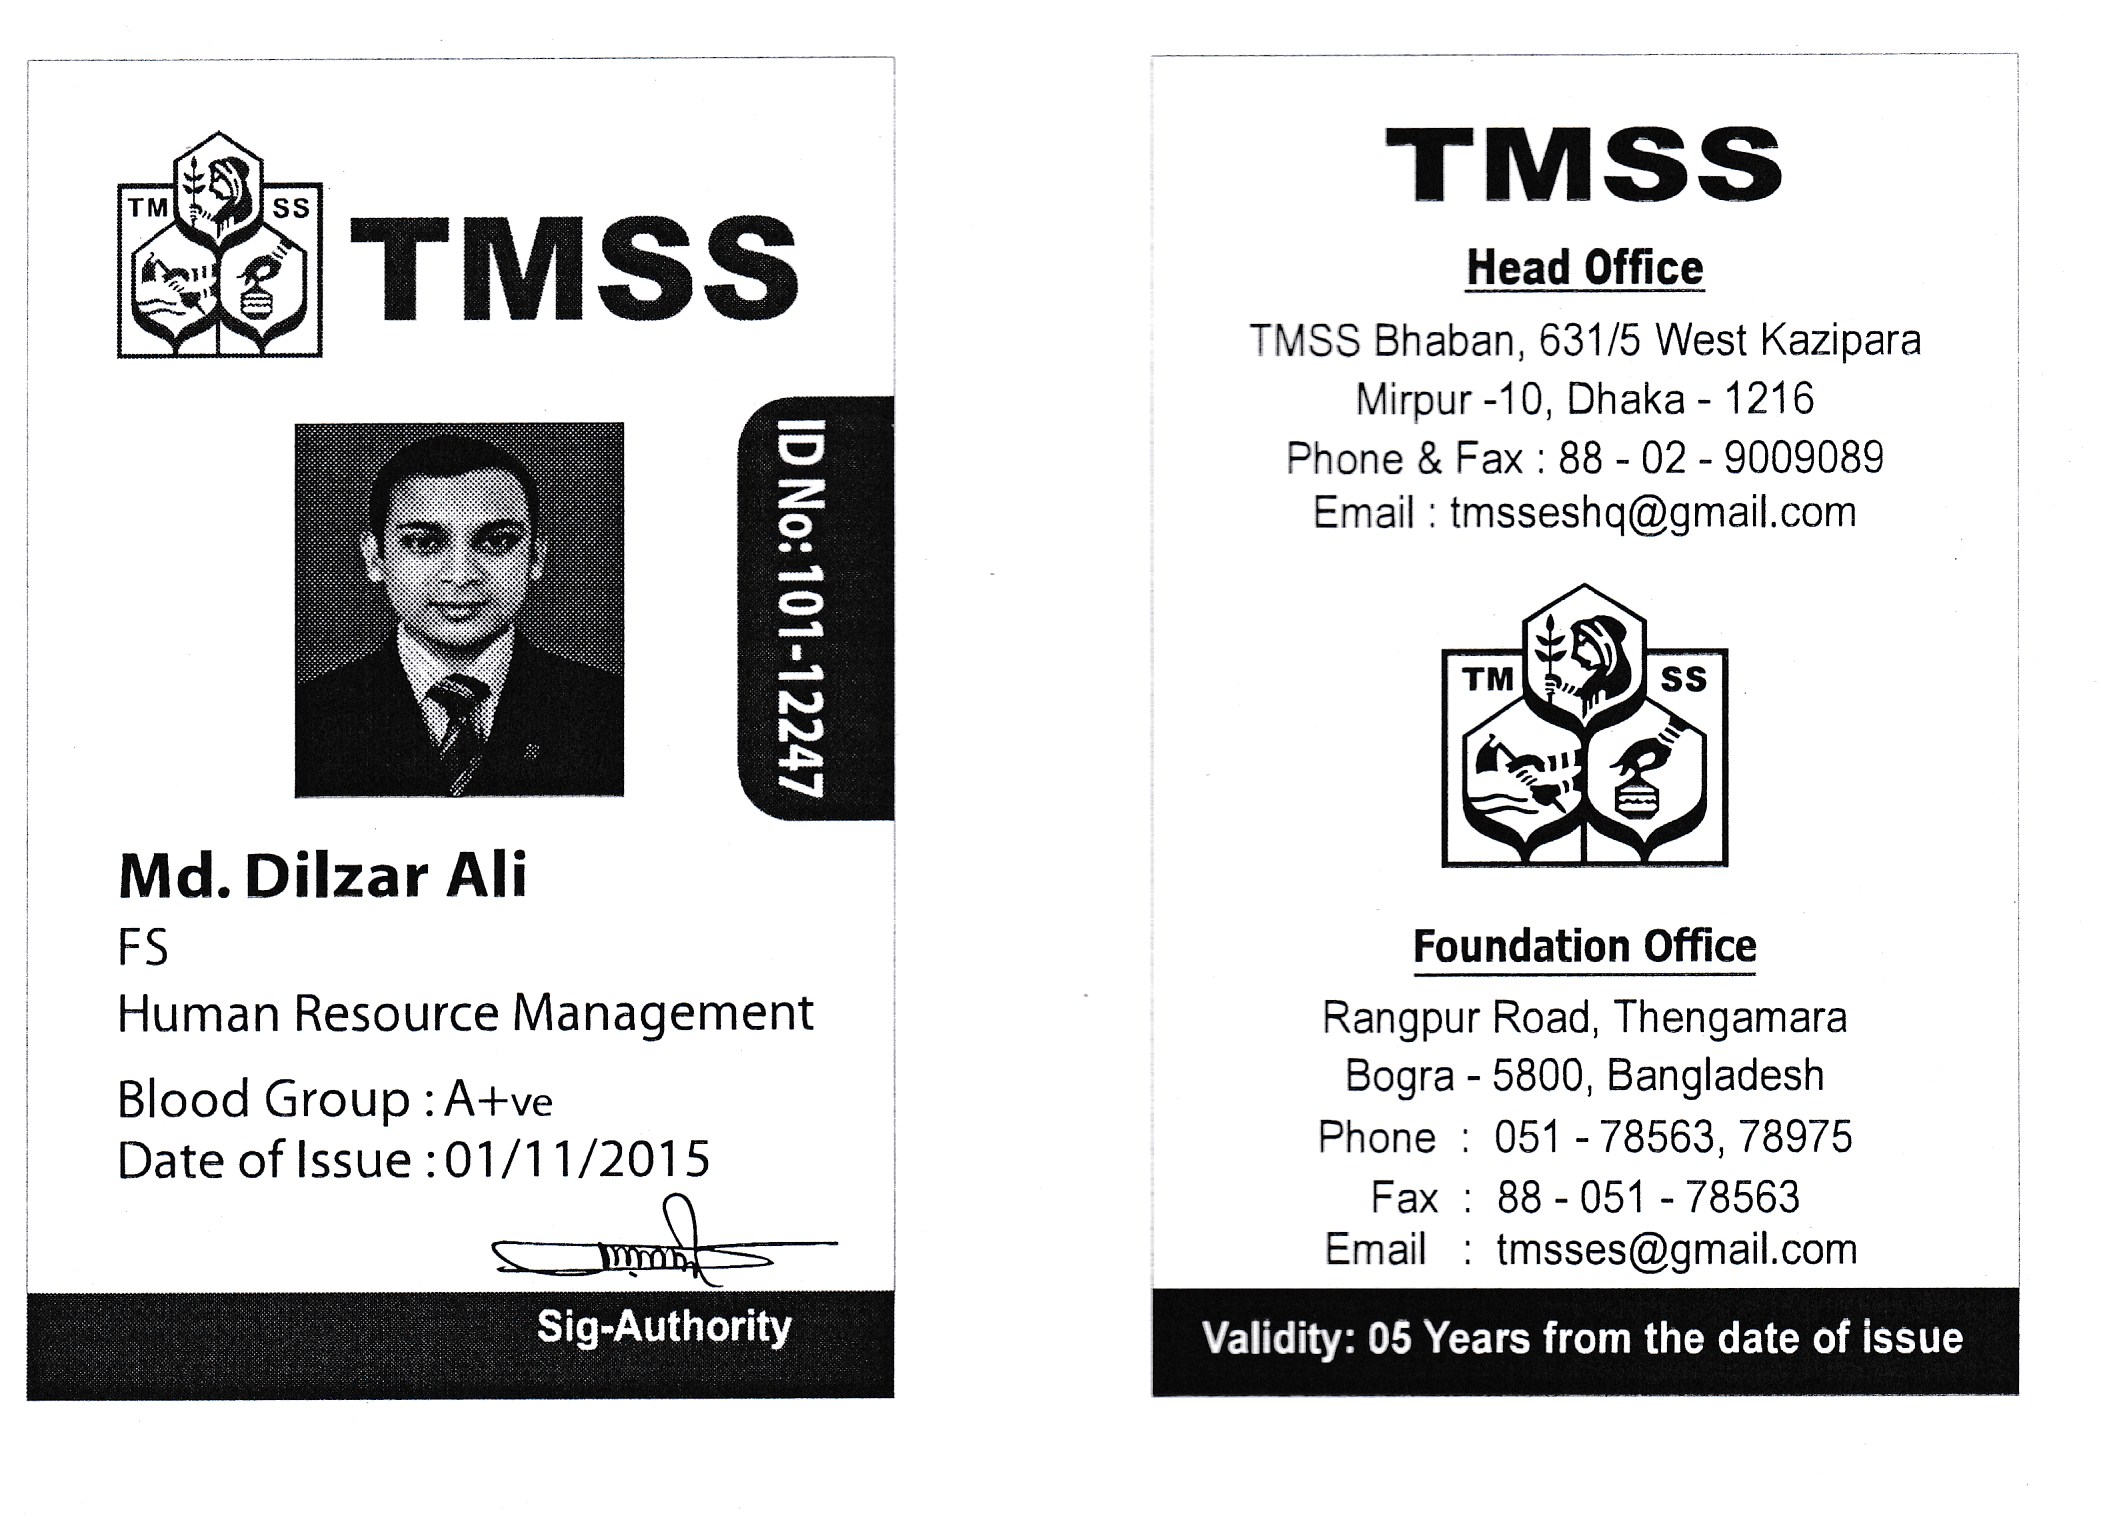 TM SS
TMSS
ID No: 101-12247
Md. Dilzar Ali
FS
Human Resource Management
Blood Group : A+ve
Date of Issue : 01/11/2015
Sig-Authority
TMSS
Head Office
TMSS Bhaban, 631/5 West Kazipara
Mirpur -10, Dhaka - 1216
Phone & Fax : 88 - 02 - 9009089
Email : tmsseshq@gmail.com
TM SS
Foundation Office
Rangpur Road, Thengamara
Bogra - 5800, Bangladesh
Phone : 051 - 78563, 78975
Fax : 88 - 051 - 78563
Email : tmsses@gmail.com
Validity: 05 Years from the date of issue